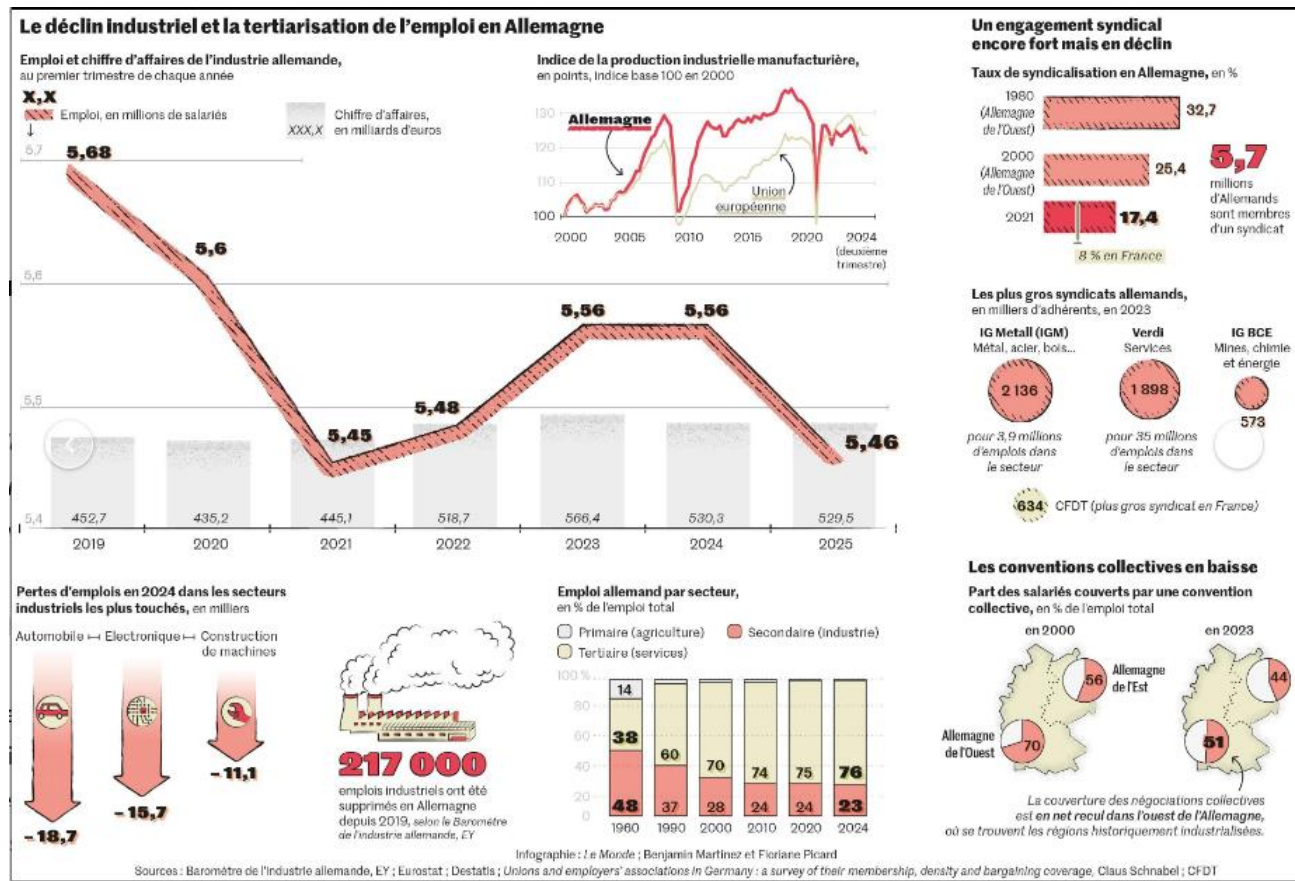 Le déclin industriel et la tertiarisation de l'emploi en Allemagne
Emploi et chiffre d'affaires de l'industrie allemande,
au premier trimestre de chaque année
X,X
Emploi, en millions de salariés
XXX,X
Chiffre d'affaires,
en milliards d'euros
5,7
5,6
5,5
5,4
5,68
5,6
5,45
5,48
5,56
5,56
5,46
452,7
435,2
445,1
518,7
566,4
530,3
529,5
2019
2020
2021
2022
2023
2024
2025
Indice de la production industrielle manufacturière,
en points, indice base 100 en 2000
130
120
110
100
Allemagne
Union
européenne
2000
2005
2010
2015
2020
2024
(deuxième
trimestre)
Un engagement syndical
encore fort mais en déclin
Taux de syndicalisation en Allemagne, en %
1980
(Allemagne
de l'Ouest)
32,7
2000
(Allemagne
de l'Ouest)
25,4
2021
17,4
8 % en France
5,7
millions
d'Allemands
sont membres
d'un syndicat
Les plus gros syndicats allemands,
en milliers d'adhérents, en 2023
IG Metall (IGM)
Métal, acier, bois...
2 136
pour 3,9 millions
d'emplois dans
le secteur
Verdi
Services
1 898
pour 35 millions
d'emplois dans
le secteur
IG BCE
Mines, chimie
et énergie
573
634
CFDT (plus gros syndicat en France)
Pertes d'emplois en 2024 dans les secteurs
industriels les plus touchés, en milliers
Automobile
Electronique
Construction
de machines
– 18,7
– 15,7
– 11,1
217 000
emplois industriels ont été
supprimés en Allemagne
depuis 2019, selon le Baromètre
de l'industrie allemande, EY
Emploi allemand par secteur,
en % de l'emploi total
Primaire (agriculture)
Secondaire (industrie)
Tertiaire (services)
100 %
80
60
40
20
0
14
38
48
60
37
70
28
74
24
75
24
76
23
1960
1990
2000
2010
2020
2024
Les conventions collectives en baisse
Part des salariés couverts par une convention
collective, en % de l'emploi total
en 2000
en 2023
56
Allemagne
de l'Est
44
Allemagne
de l'Ouest
70
51
La couverture des négociations collectives
est en net recul dans l'ouest de l'Allemagne,
où se trouvent les régions historiquement industrialisées.
Infographie : Le Monde ; Benjamin Martinez et Floriane Picard
Sources : Baromètre de l'industrie allemande, EY ; Eurostat ; Destatis ; Unions and employers' associations in Germany : a survey of their membership, density and bargaining coverage, Claus Schnabel ; CFDT